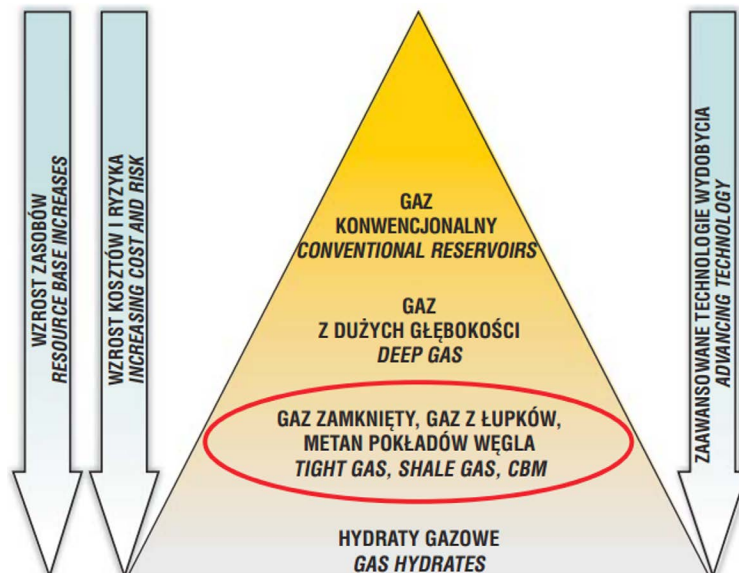 WZROST ZASOBÓW
RESOURCE BASE INCREASES
WZROST KOSZTÓW I RYZYKA
INCREASING COST AND RISK
GAZ
KONWENCJONALNY
CONVENTIONAL RESERVOIRS
GAZ
Z DUŻYCH GŁĘBOKOŚCI
DEEP GAS
GAZ ZAMKNIĘTY, GAZ Z ŁUPKÓW,
METAN POKŁADÓW WĘGLA
TIGHT GAS, SHALE GAS, CBM
HYDRATY GAZOWE
GAS HYDRATES
ZAAWANSOWANE TECHNOLOGIE WYDOBYCIA
ADVANCING TECHNOLOGY